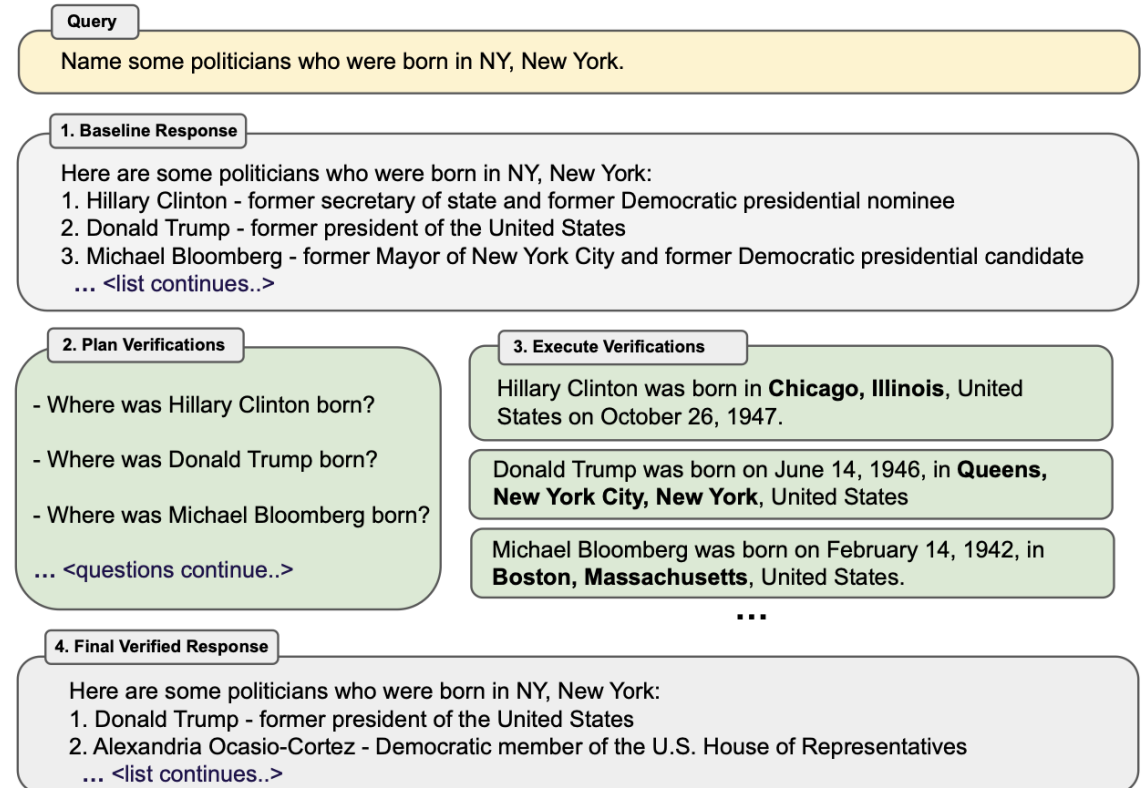 Query
Name some politicians who were born in NY, New York.
1. Baseline Response
Here are some politicians who were born in NY, New York:
1. Hillary Clinton - former secretary of state and former Democratic presidential nominee
2. Donald Trump - former president of the United States
3. Michael Bloomberg - former Mayor of New York City and former Democratic presidential candidate
... <list continues..>
2. Plan Verifications
- Where was Hillary Clinton born?
- Where was Donald Trump born?
- Where was Michael Bloomberg born?
... <questions continue..>
3. Execute Verifications
Hillary Clinton was born in Chicago, Illinois, United
States on October 26, 1947.
Donald Trump was born on June 14, 1946, in Queens,
New York City, New York, United States
Michael Bloomberg was born on February 14, 1942, in
Boston, Massachusetts, United States.
...
4. Final Verified Response
Here are some politicians who were born in NY, New York:
1. Donald Trump - former president of the United States
2. Alexandria Ocasio-Cortez - Democratic member of the U.S. House of Representatives
... <list continues..>